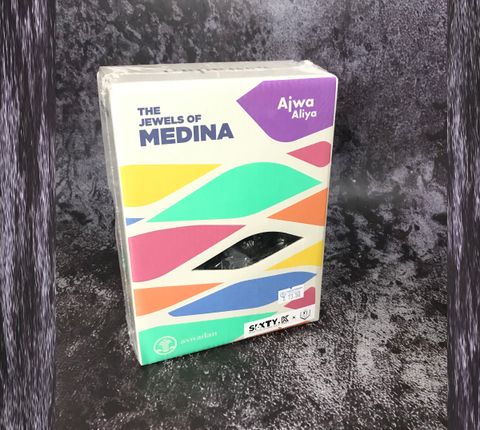 THE
JEWELS OF
MEDINA
Ajwa
Aliya
SIXTY.K ×